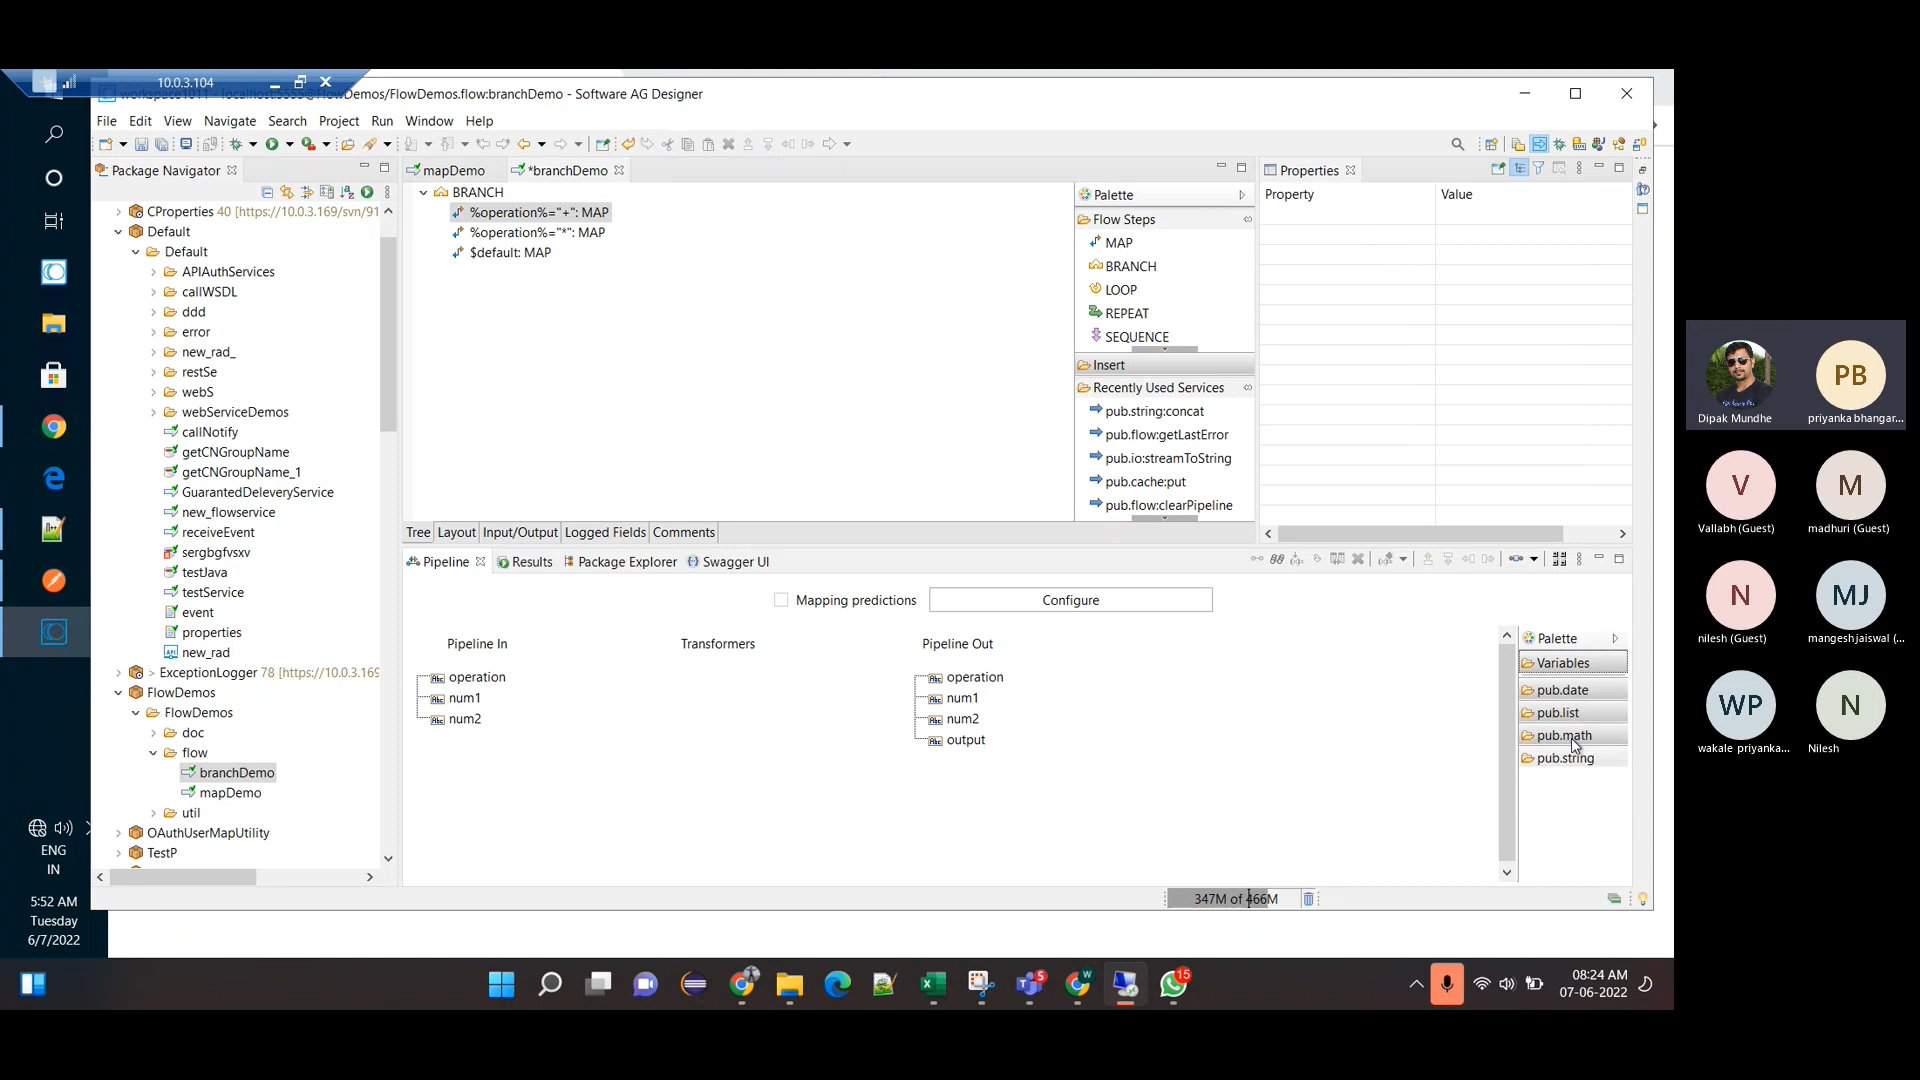 10.0.3.104
workspace1011 - localhost:5555@FlowDemos/FlowDemos.flow:branchDemo - Software AG Designer
File Edit View Navigate Search Project Run Window Help
Package Navigator
CProperties 40 [https://10.0.3.169/svn/91
Default
Default
APIAuthServices
callWSDL
ddd
error
new_rad_
restSe
webS
webServiceDemos
callNotify
getCNGroupName
getCNGroupName_1
GuarantedDeleveryService
new_flowservice
receiveEvent
sergbgfvsxv
testJava
testService
event
properties
new_rad
> ExceptionLogger 78 [https://10.0.3.169
FlowDemos
FlowDemos
doc
flow
branchDemo
mapDemo
util
OAuthUserMapUtility
TestP
mapDemo
*branchDemo
BRANCH
%operation%="+": MAP
%operation%="*": MAP
$default: MAP
Palette
Flow Steps
MAP
BRANCH
LOOP
REPEAT
SEQUENCE
Insert
Recently Used Services
pub.string:concat
pub.flow:getLastError
pub.io:streamToString
pub.cache:put
pub.flow:clearPipeline
Tree Layout Input/Output Logged Fields Comments
Properties
Property Value
Pipeline Results Package Explorer Swagger UI
Mapping predictions Configure
Pipeline In Transformers Pipeline Out
operation
num1
num2
operation
num1
num2
output
Palette
Variables
pub.date
pub.list
pub.math
pub.string
347M of 466M
ENG
IN
5:52 AM
Tuesday
6/7/2022
5
W
15
08:24 AM
07-06-2022
Dipak Mundhe
PB
priyanka bhangar...
V
Vallabh (Guest)
M
madhuri (Guest)
N
nilesh (Guest)
MJ
mangesh jaiswal (...
WP
wakale priyanka...
N
Nilesh